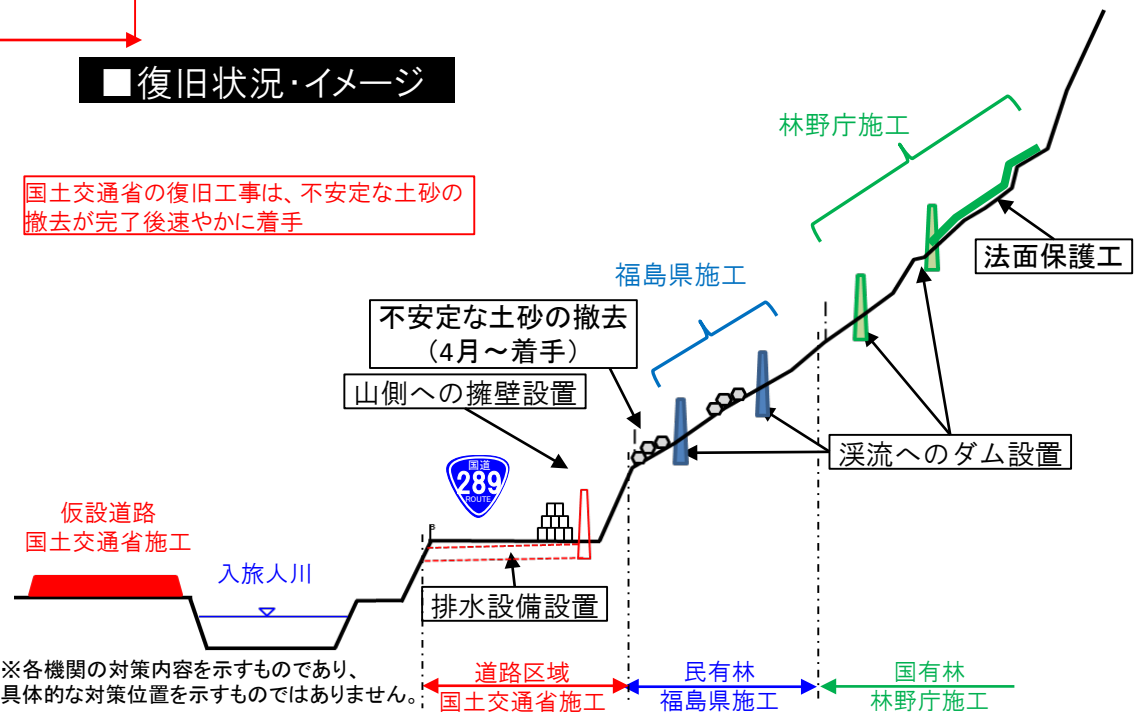 ■復旧状況・イメージ
国土交通省の復旧工事は、不安定な土砂の
撤去が完了後速やかに着手
林野庁施工
法面保護工
福島県施工
不安定な土砂の撤去
(4月~着手)
山側への擁壁設置
渓流へのダム設置
国道
289
ROUTE
仮設道路
国土交通省施工
入旅人川
排水設備設置
※各機関の対策内容を示すものであり、
具体的な対策位置を示すものではありません。
道路区域
国土交通省施工
民有林
福島県施工
国有林
林野庁施工